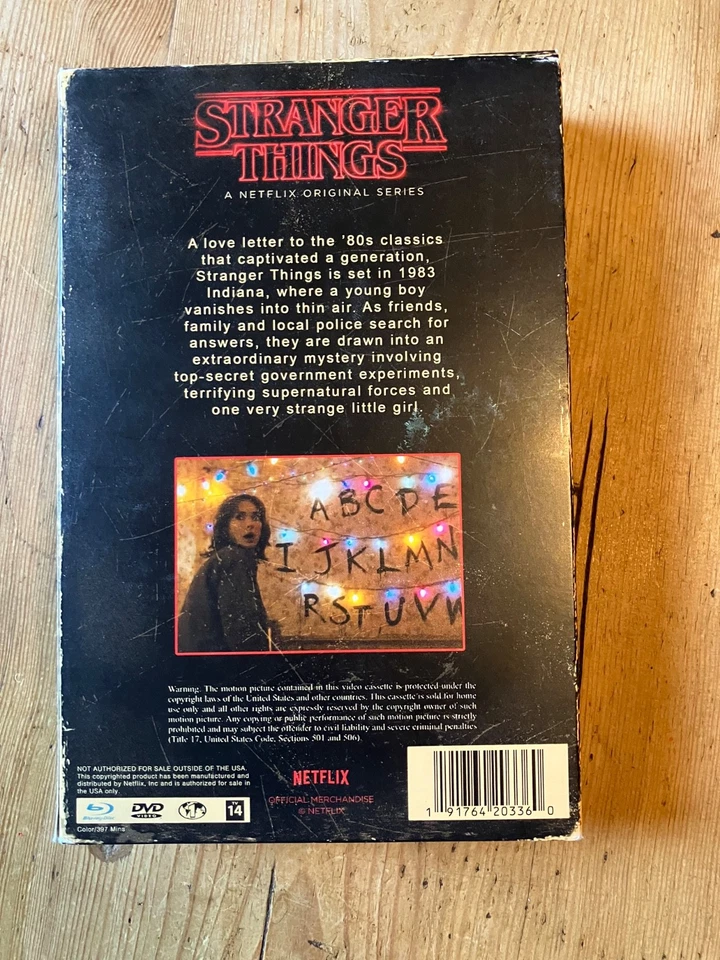 STRANGER
THINGS
A NETFLIX ORIGINAL SERIES
A love letter to the '80s classics
that captivated a generation,
Stranger Things is set in 1983
Indiana, where a young boy
vanishes into thin air. As friends,
family and local police search for
answers, they are drawn into an
extraordinary mystery involving
top-secret government experiments,
terrifying supernatural forces and
one very strange little girl.
ABCDE
IJKLMN
RSTUVW
Warning. The motion picture contained in this video cassette is protected under the
copyright laws of the United States and other countries. This cassette is sold for home
use only and all other rights are expressly reserved by the copyright owner of such
motion picture. Any copying or public performance of such motion picture is strictly
prohibited and may subject the offender to civil liability and severe criminal penalties
(Title 17, United States Code, Sections 501 and 506).
NOT AUTHORIZED FOR SALE OUTSIDE OF THE USA.
This copyrighted product has been manufactured and
distributed by Netflix, Inc and is authorized for sale in
the USA only.
Blu-ray Disc DVD VIDEO 1 TV 14
Color/397 Mins
NETFLIX
OFFICIAL MERCHANDISE
© NETFLIX
1 91764 20336 0